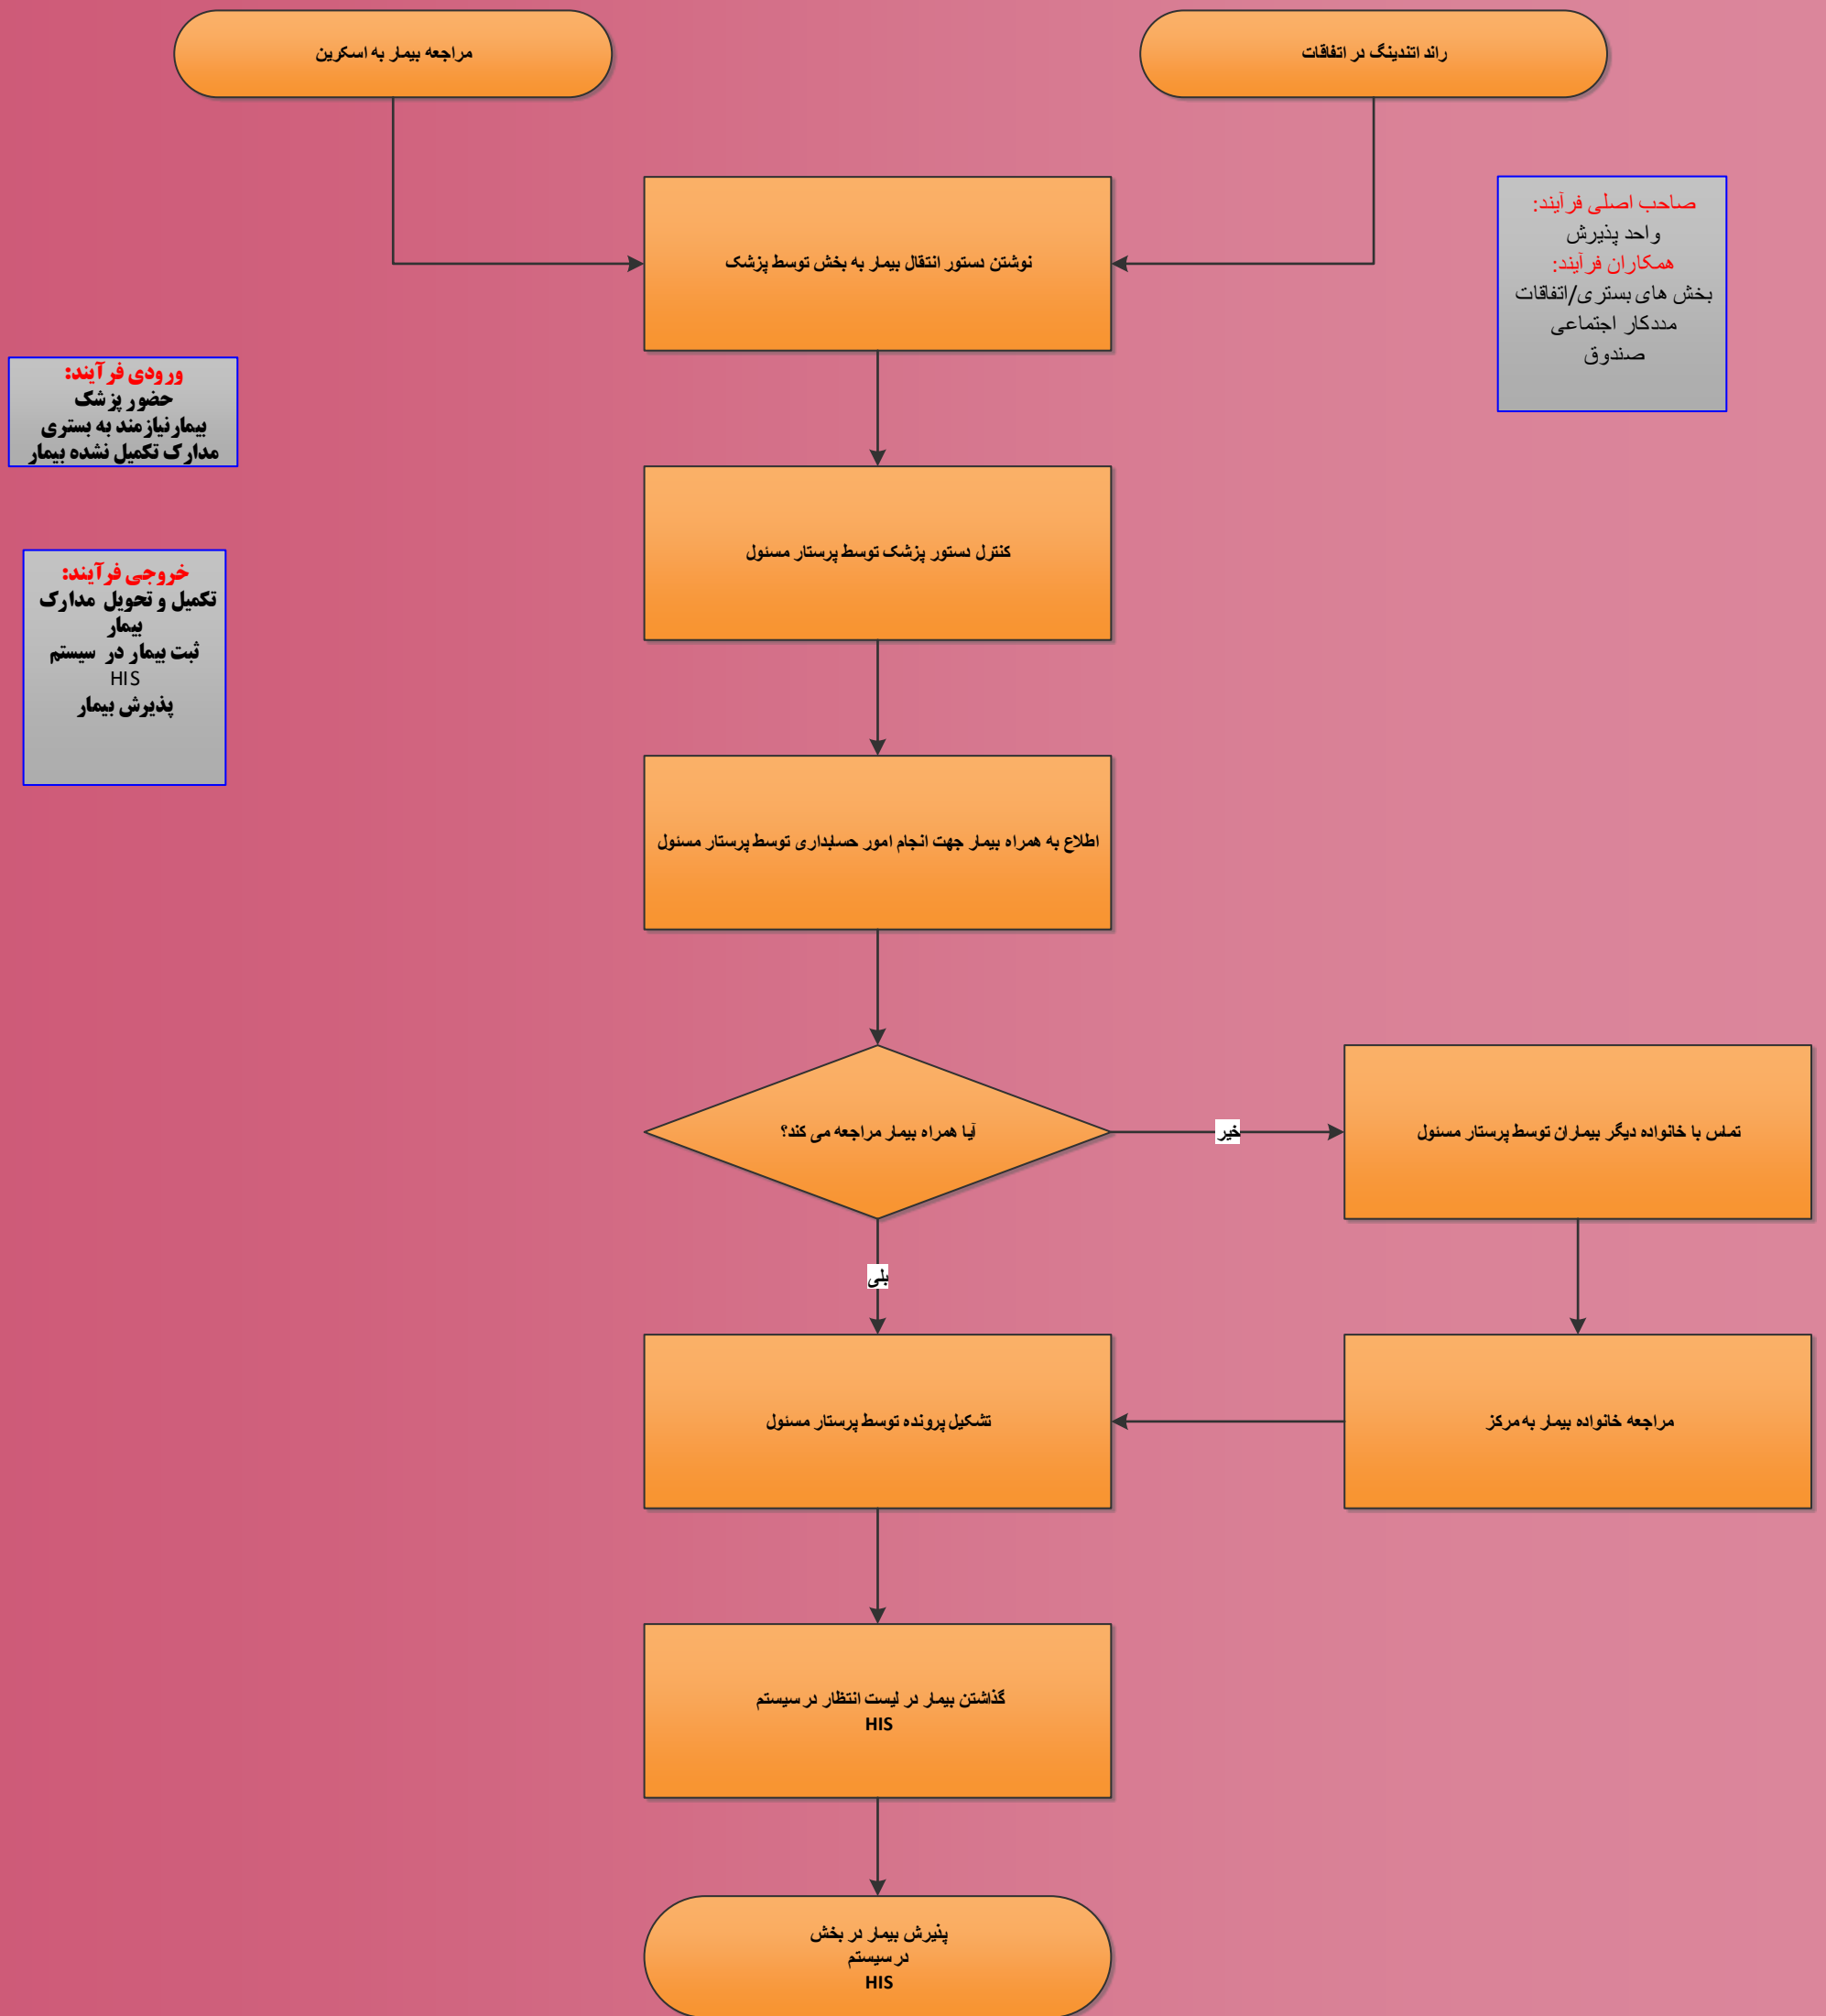 مراجعه بیمار به اسکرین
راند اتندینگ در اتفاقات
نوشتن دستور انتقال بیمار به بخش توسط پزشک
صاحب اصلی فرآیند:
واحد پذیرش
همکاران فرآیند:
بخش های بستری/اتفاقات
مددکار اجتماعی
صندوق
ورودی فرآیند:
حضور پزشک
بیمارنیازمند به بستری
مدارک تکمیل نشده بیمار
کنترل دستور پزشک توسط پرستار مسئول
خروجی فرآیند:
تکمیل و تحویل مدارک
بیمار
ثبت بیمار در سیستم
HIS
پذیرش بیمار
اطلاع به همراه بیمار جهت انجام امور حسابداری توسط پرستار مسئول
آیا همراه بیمار مراجعه می کند؟
خیر
تماس با خانواده دیگر بیماران توسط پرستار مسئول
بلی
تشکیل پرونده توسط پرستار مسئول
مراجعه خانواده بیمار به مرکز
گذاشتن بیمار در لیست انتظار در سیستم
HIS
پذیرش بیمار در بخش
در سیستم
HIS